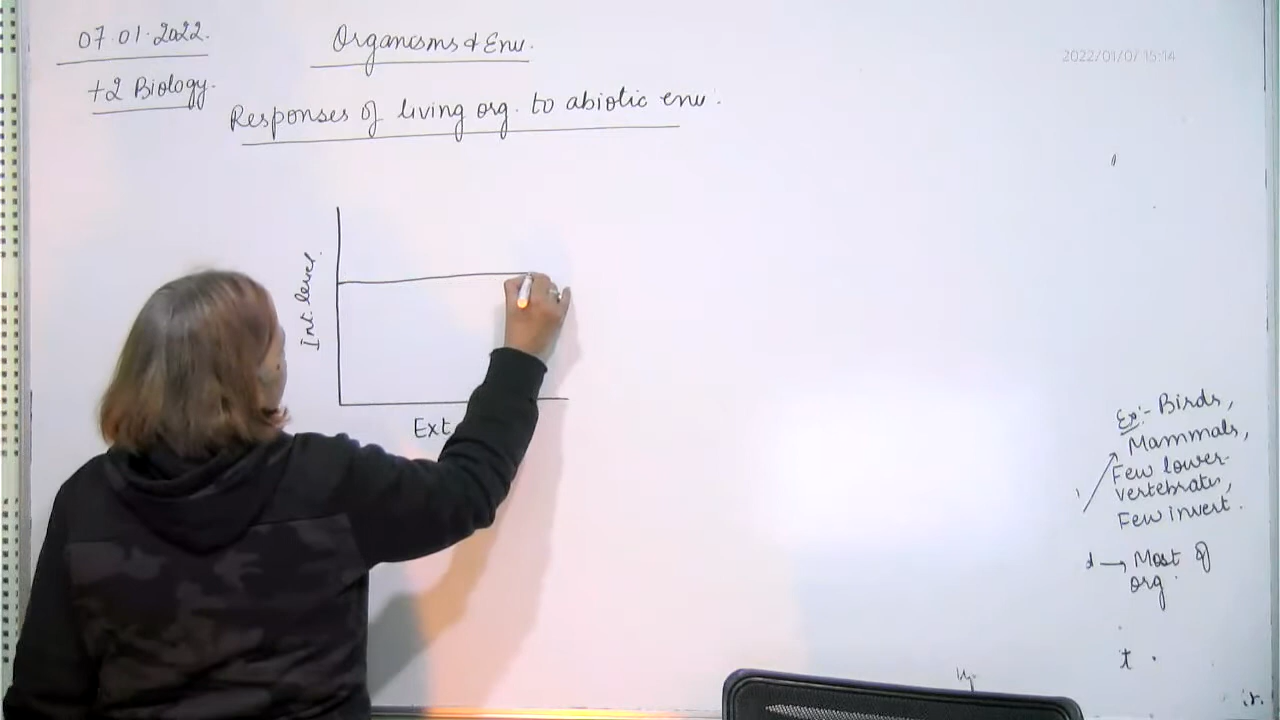 07.01.2022.
Organisms & Env.
2022/01/07 15:14
+2 Biology.
Responses of living org. to abiotic env.
Int. level
Ext
Ex:- Birds,
Mammals,
Few lower-
vertebrates,
Few invert.
→ Most of
org.